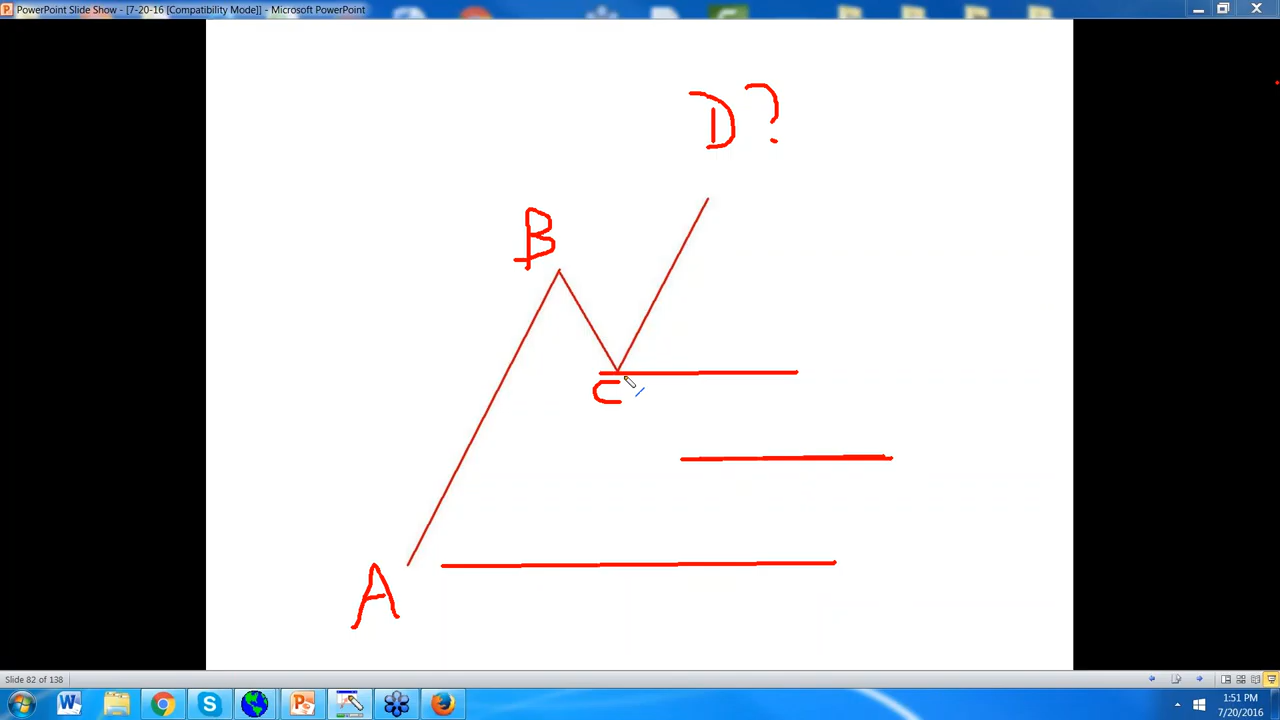 PowerPoint Slide Show - [7-20-16 [Compatibility Mode]] - Microsoft PowerPoint
D?
B
C
A
Slide 82 of 138
1:51 PM
7/20/2016